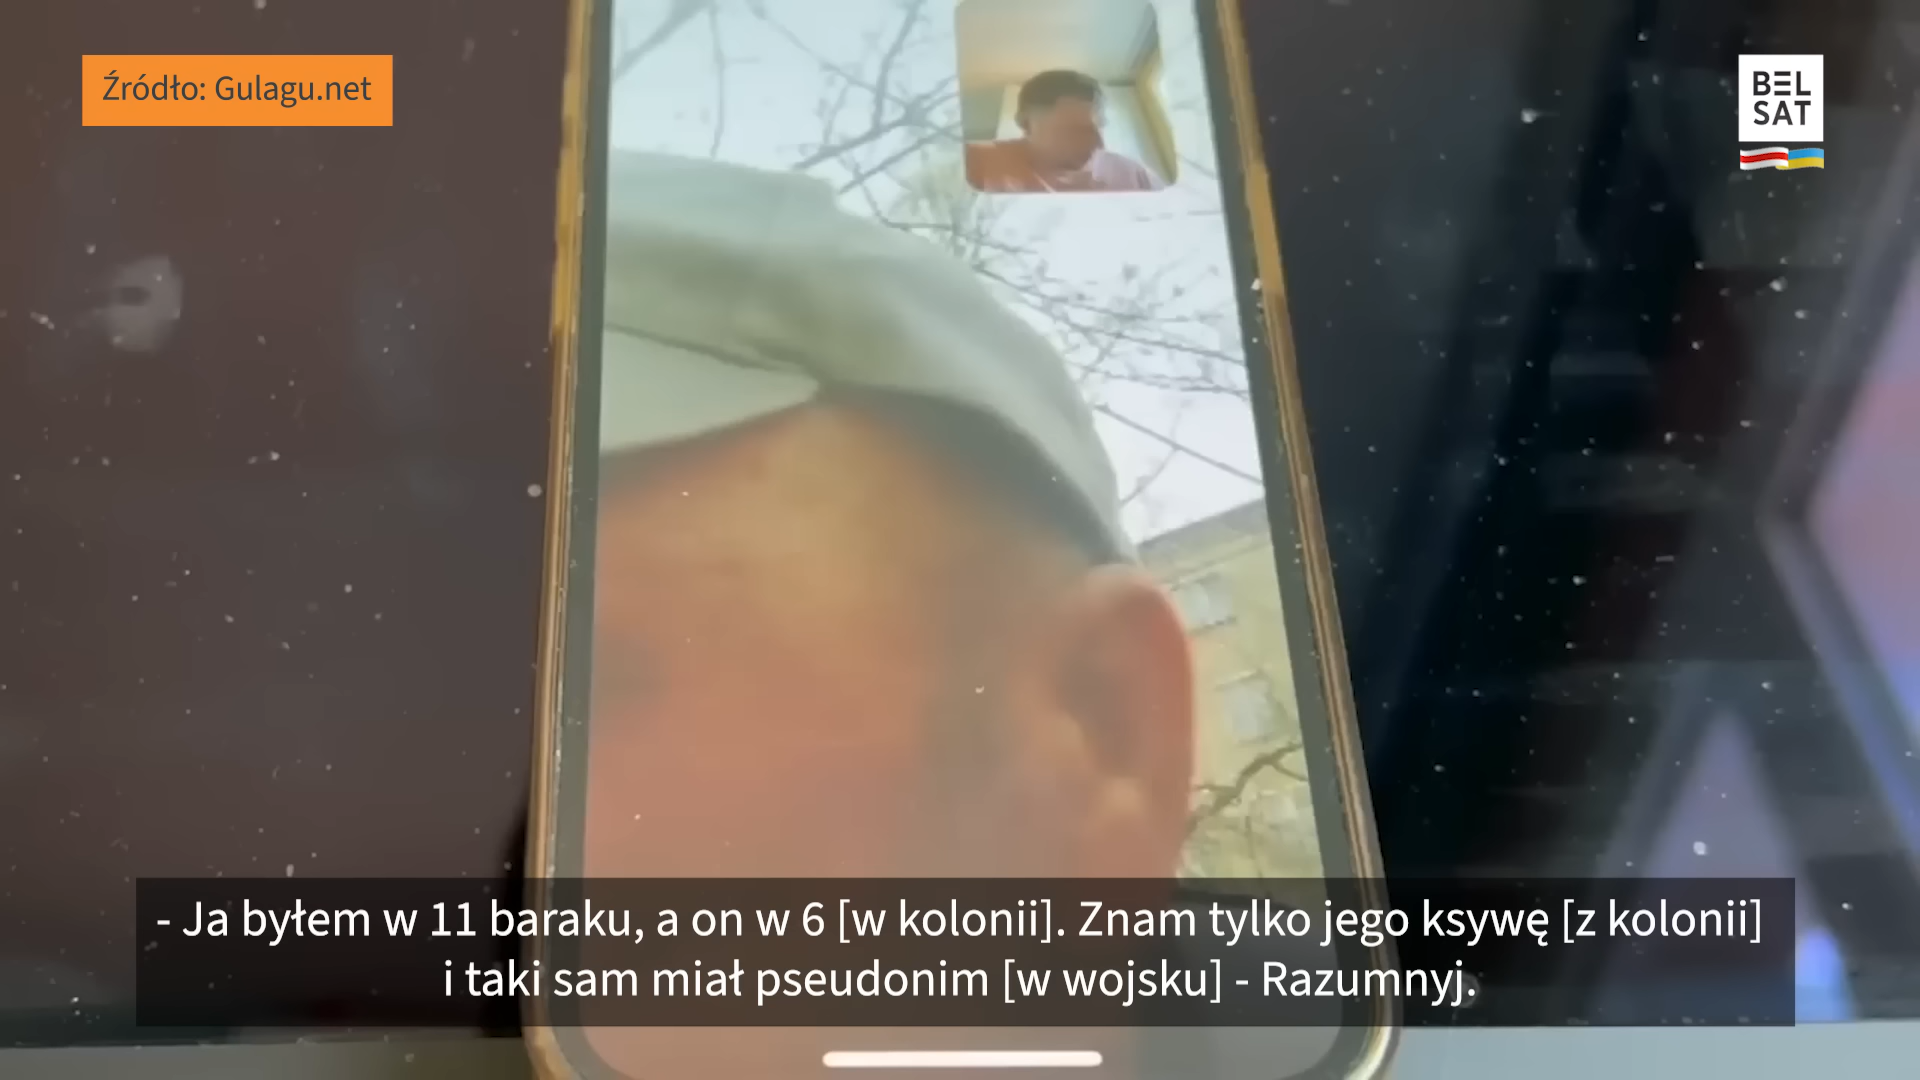 Źródło: Gulagu.net
BEL
SAT
- Ja byłem w 11 baraku, a on w 6 [w kolonii]. Znam tylko jego ksywę [z kolonii]
i taki sam miał pseudonim [w wojsku] - Razumnyj.